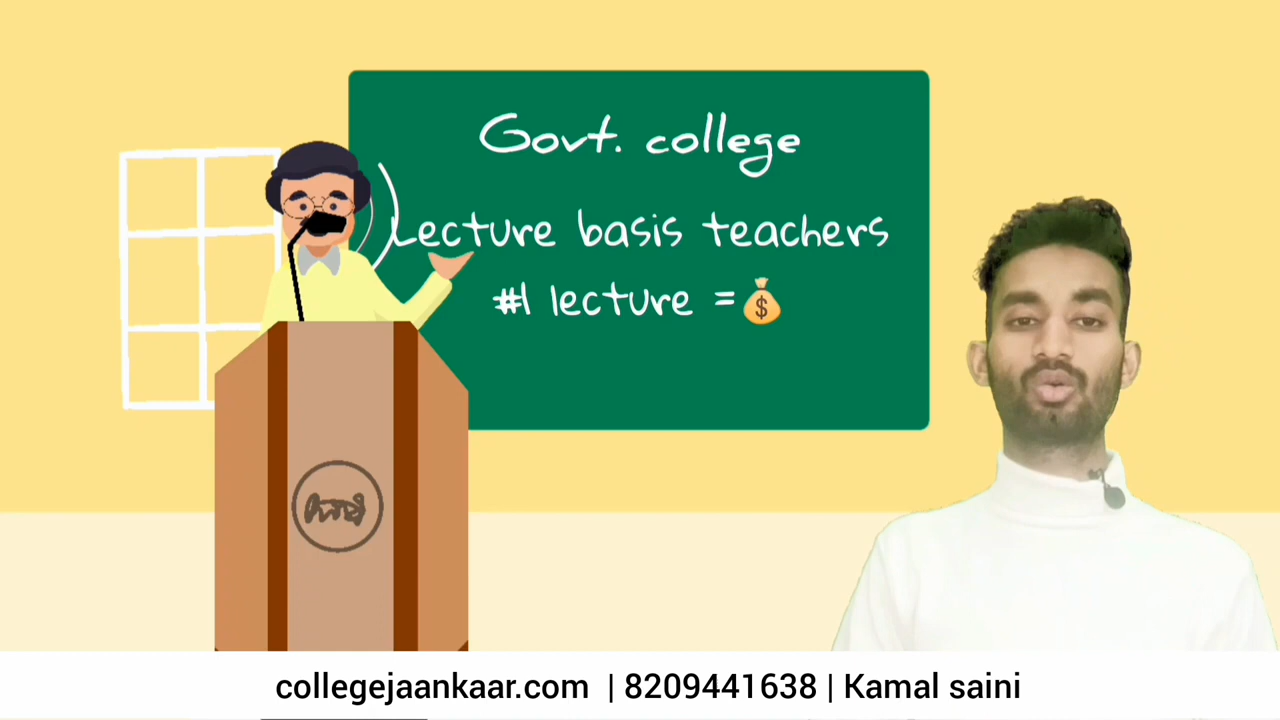 Govt. college
Lecture basis teachers
#1 lecture =
collegejaankaar.com | 8209441638 | Kamal saini